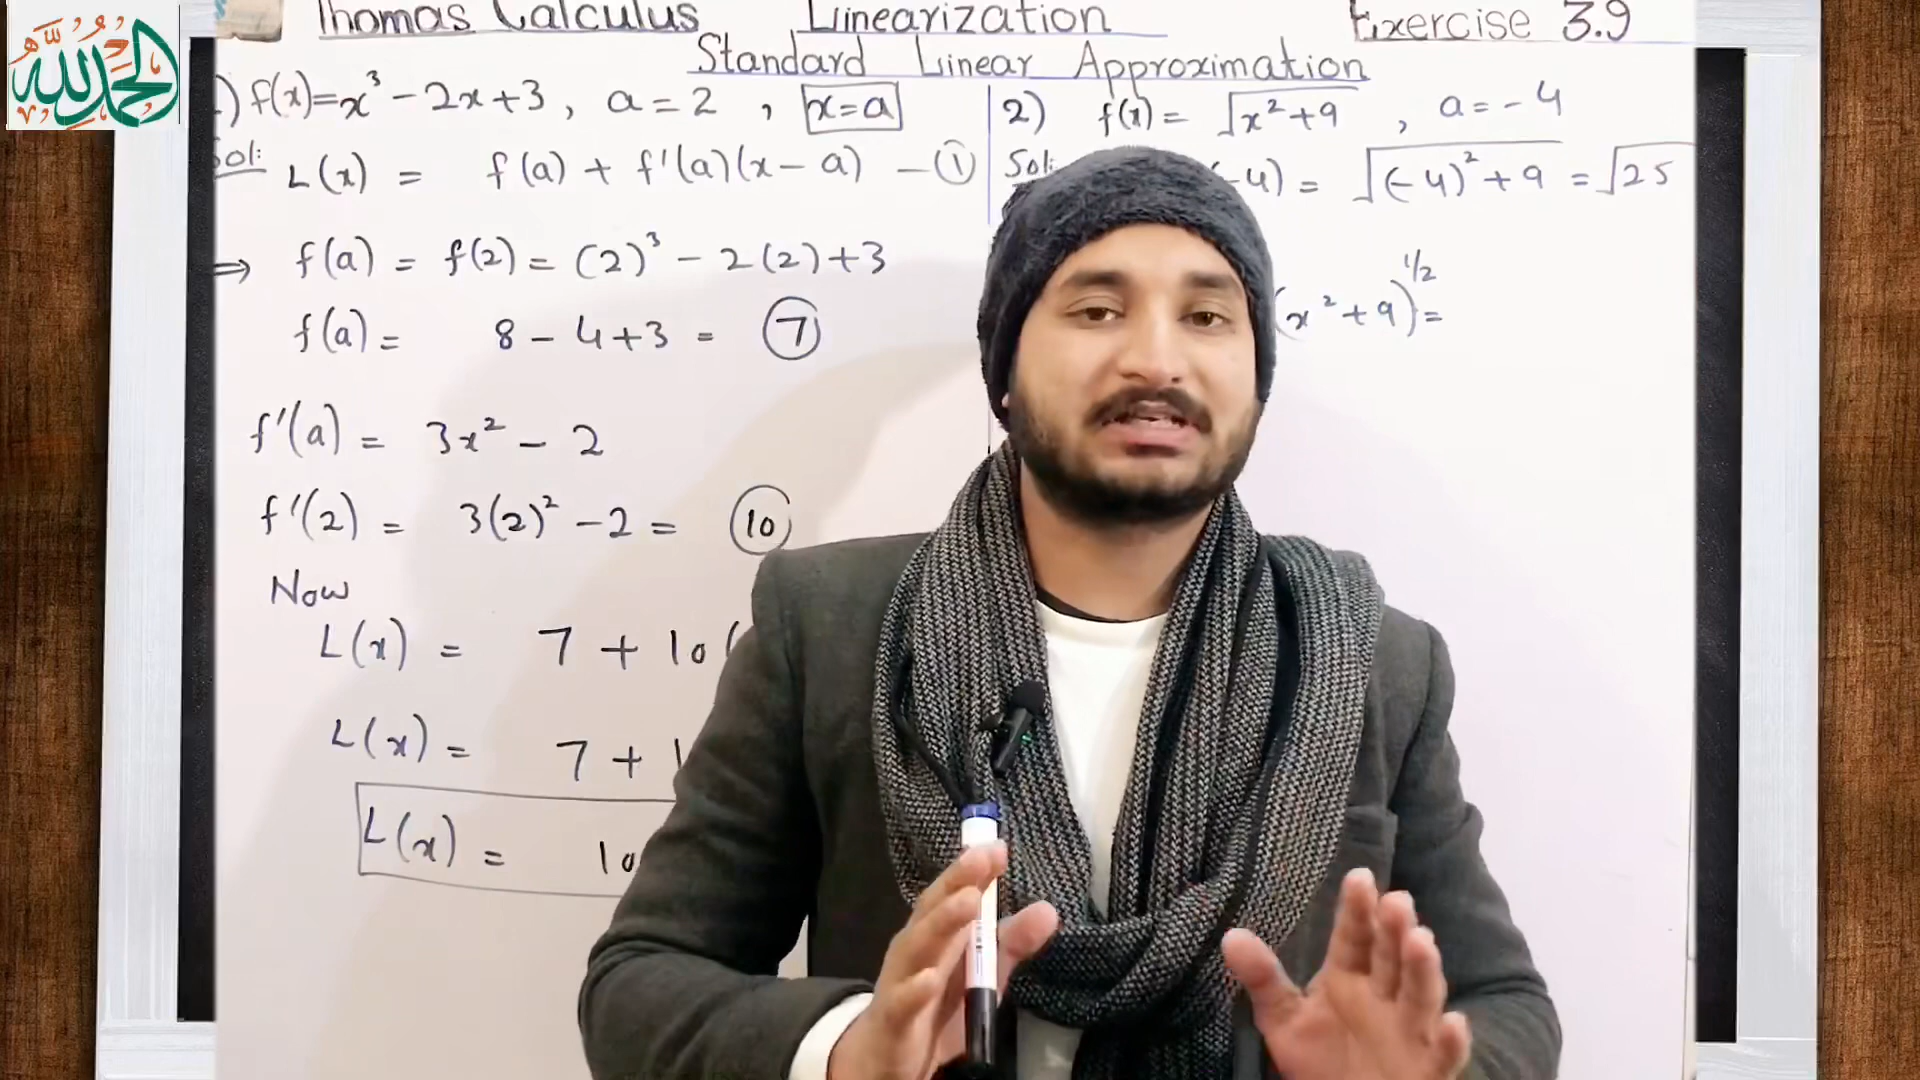 الحمد لله
Thomas Calculus Linearization Exercise 3.9
Standard Linear Approximation
) f(x)=x³-2x+3, a=2, x=a
Sol:
L(x) = f(a) + f'(a)(x-a) — ①
⇒ f(a) = f(2) = (2)³ - 2(2)+3
f(a) = 8 - 4+3 = 7
f'(a) = 3x² - 2
f'(2) = 3(2)² - 2 = 10
Now
L(x) = 7 + 10(
L(x) = 7 + 1
L(x) = 10
2) f(x) = √x²+9, a=-4
Sol: -4) = √(-4)²+9 = √25
(x²+9)^1/2 =